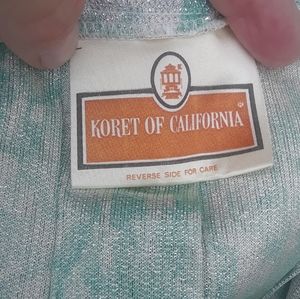 KORET OF CALIFORNIA
REVERSE SIDE FOR CARE